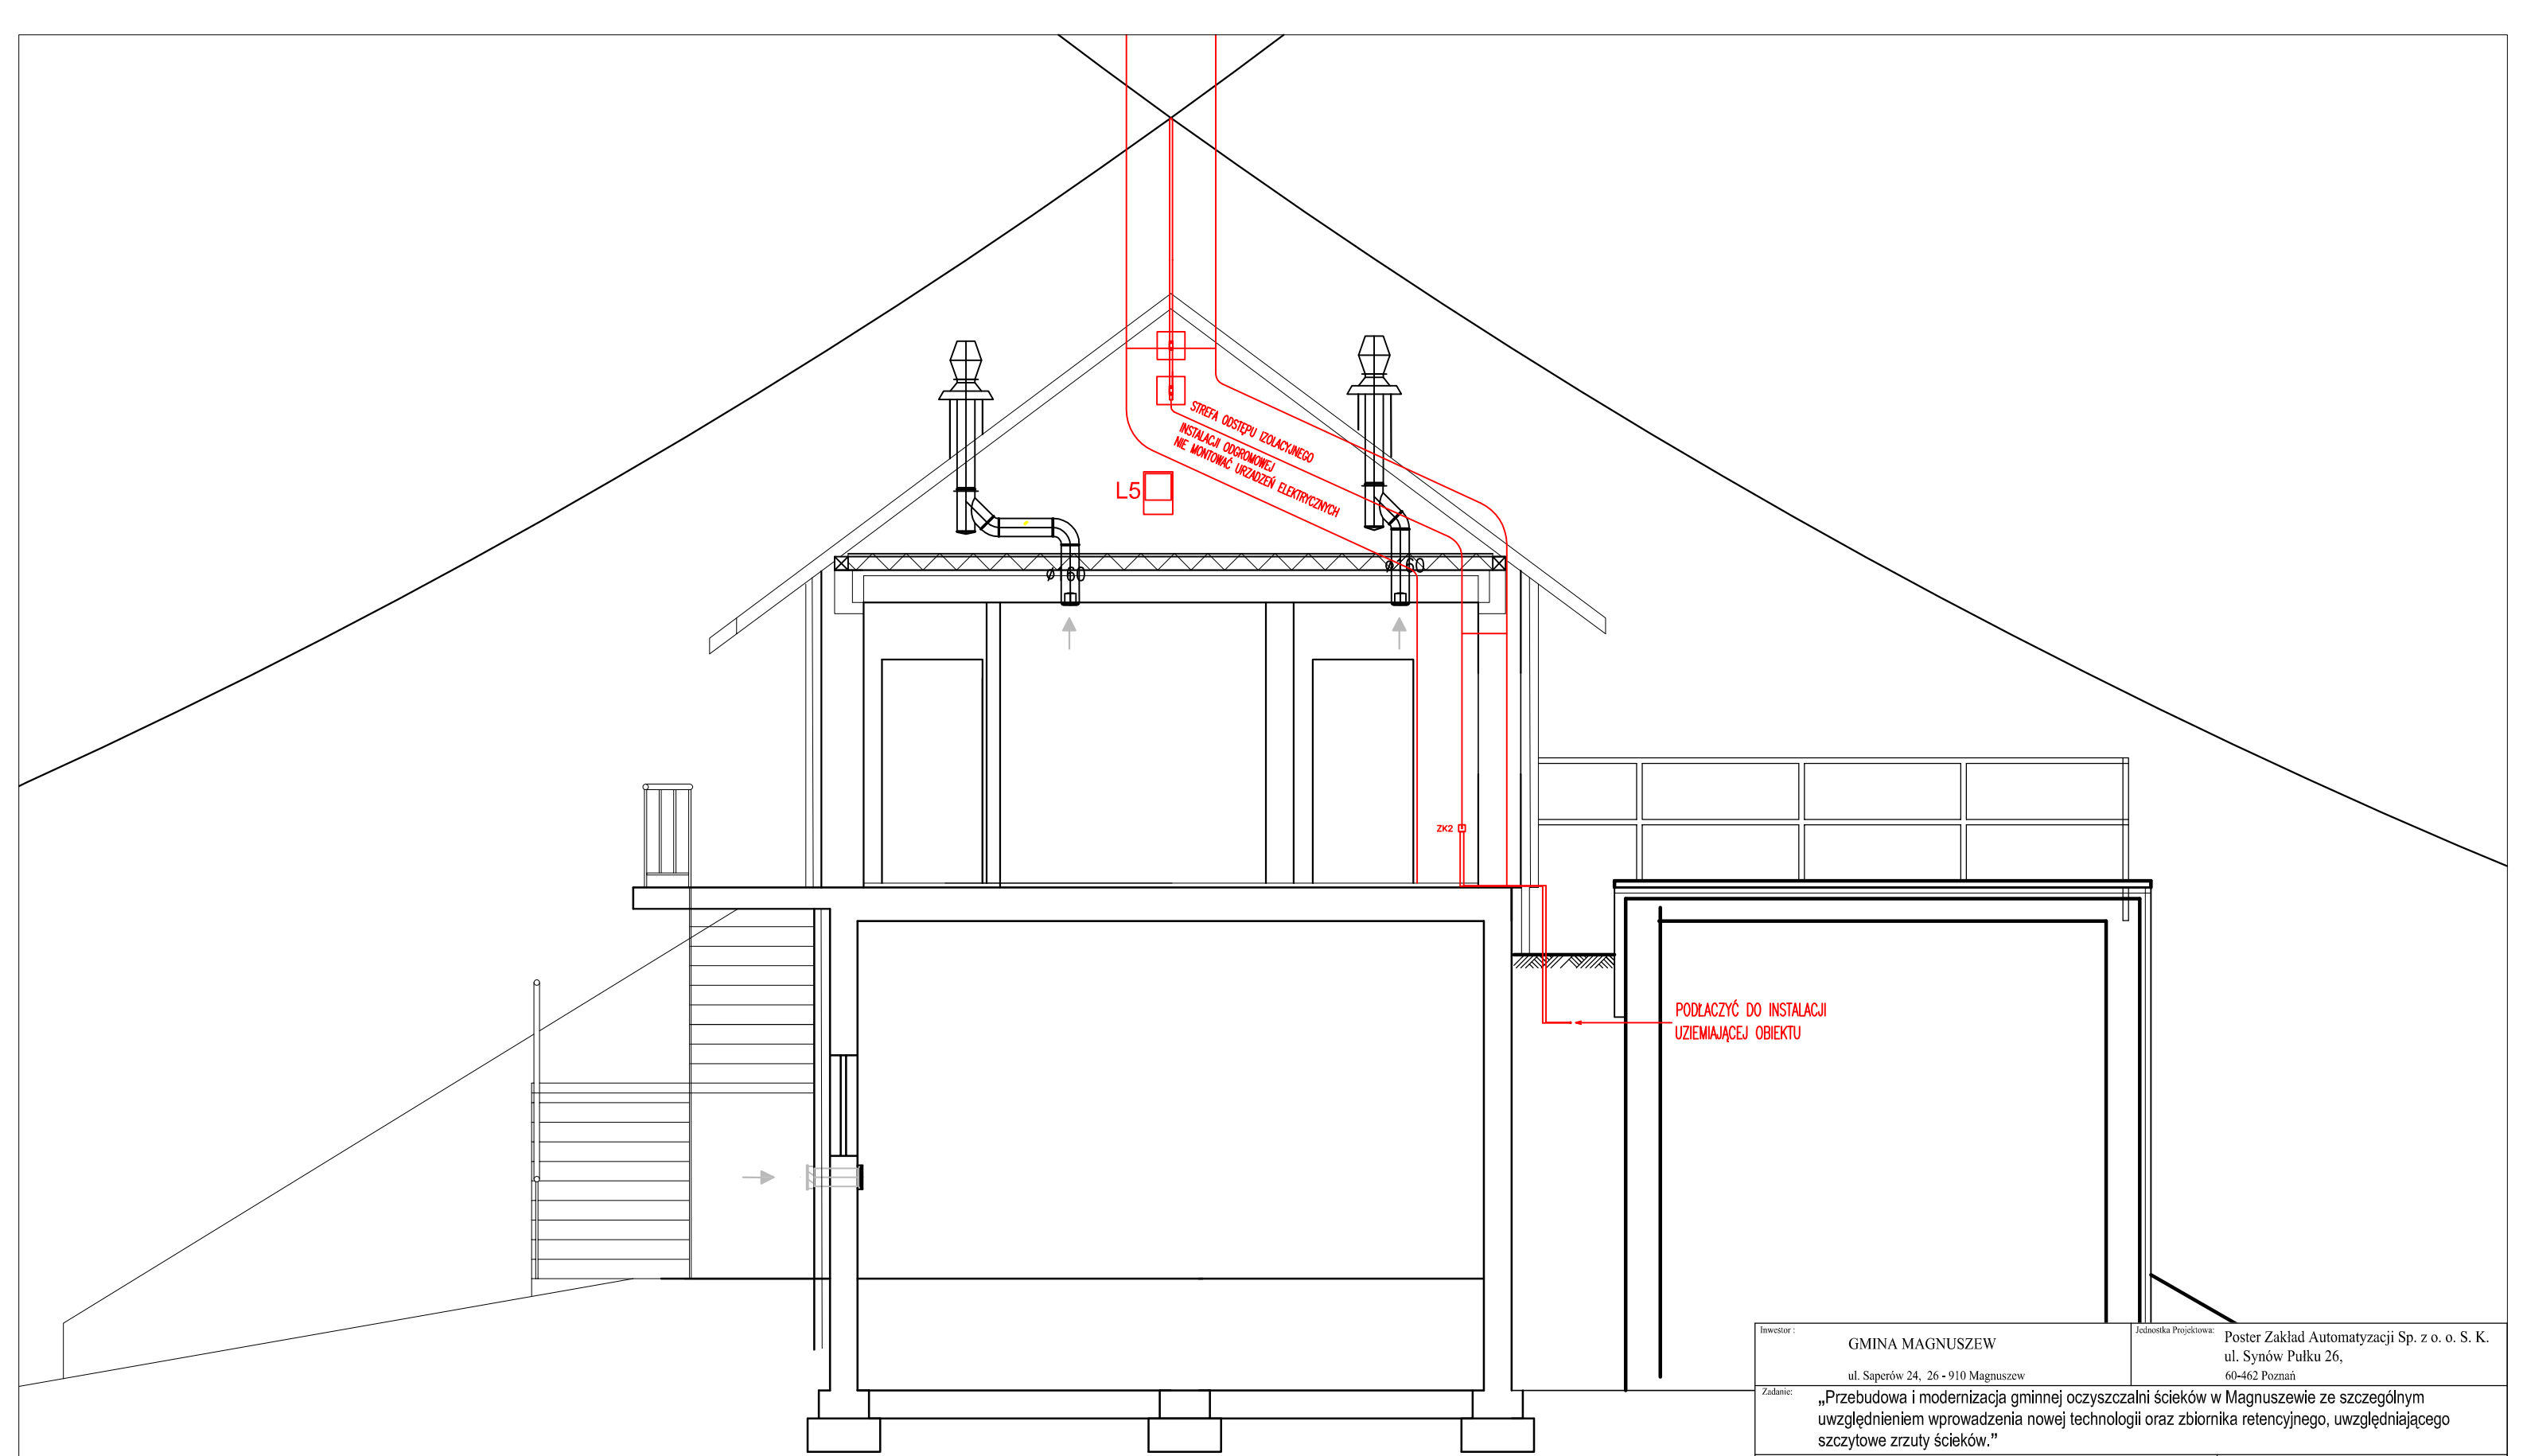 STREFA ODSTĘPU IZOLACYJNEGO
INSTALACJI ODGROMOWEJ
NIE MONTOWAĆ URZADZEŃ ELEKTRYCZNYCH
L5
ø160
ø160
ZK2
PODŁACZYĆ DO INSTALACJI
UZIEMIAJĄCEJ OBIEKTU
Inwestor :
GMINA MAGNUSZEW
ul. Saperów 24, 26 - 910 Magnuszew
Jednostka Projektowa:
Poster Zakład Automatyzacji Sp. z o. o. S. K.
ul. Synów Pułku 26,
60-462 Poznań
Zadanie:
„Przebudowa i modernizacja gminnej oczyszczalni ścieków w Magnuszewie ze szczególnym
uwzględnieniem wprowadzenia nowej technologii oraz zbiornika retencyjnego, uwzględniającego
szczytowe zrzuty ścieków.”